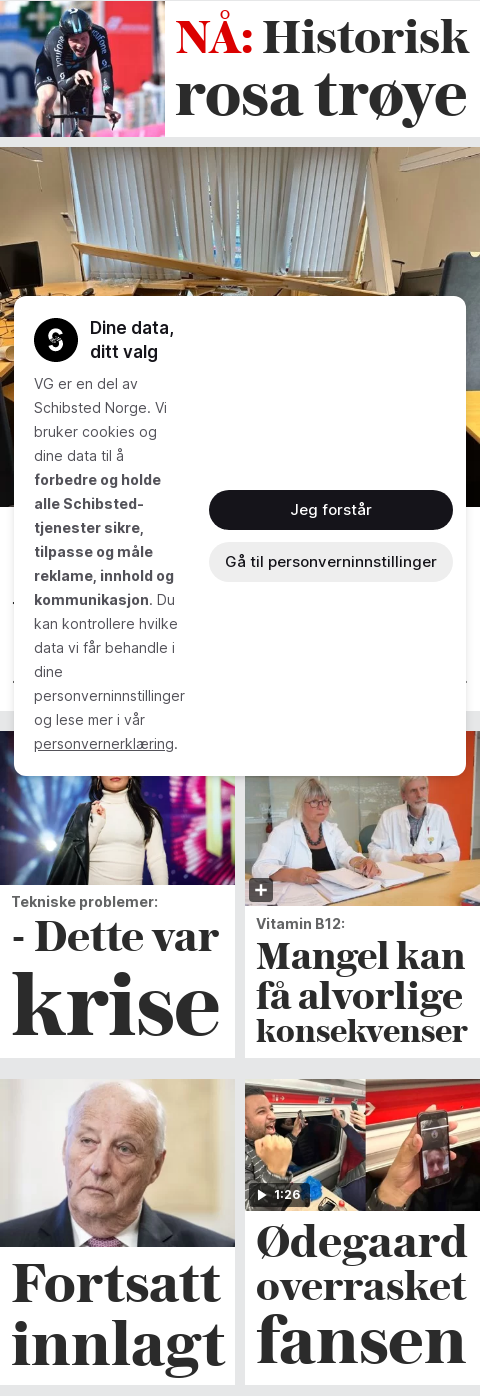 NÅ: Historisk
rosa trøye
Dine data,
ditt valg
VG er en del av
Schibsted Norge. Vi
bruker cookies og
dine data til å
forbedre og holde
alle Schibsted-
tjenester sikre,
tilpasse og måle
reklame, innhold og
kommunikasjon. Du
kan kontrollere hvilke
data vi får behandle i
dine
personverninnstillinger
og lese mer i vår
personvernerklæring.
Jeg forstår
Gå til personverninnstillinger
Tekniske problemer:
- Dette var
krise
Vitamin B12:
Mangel kan
få alvorlige
konsekvenser
Fortsatt
innlagt
1:26
Ødegaard
overrasket
fansen